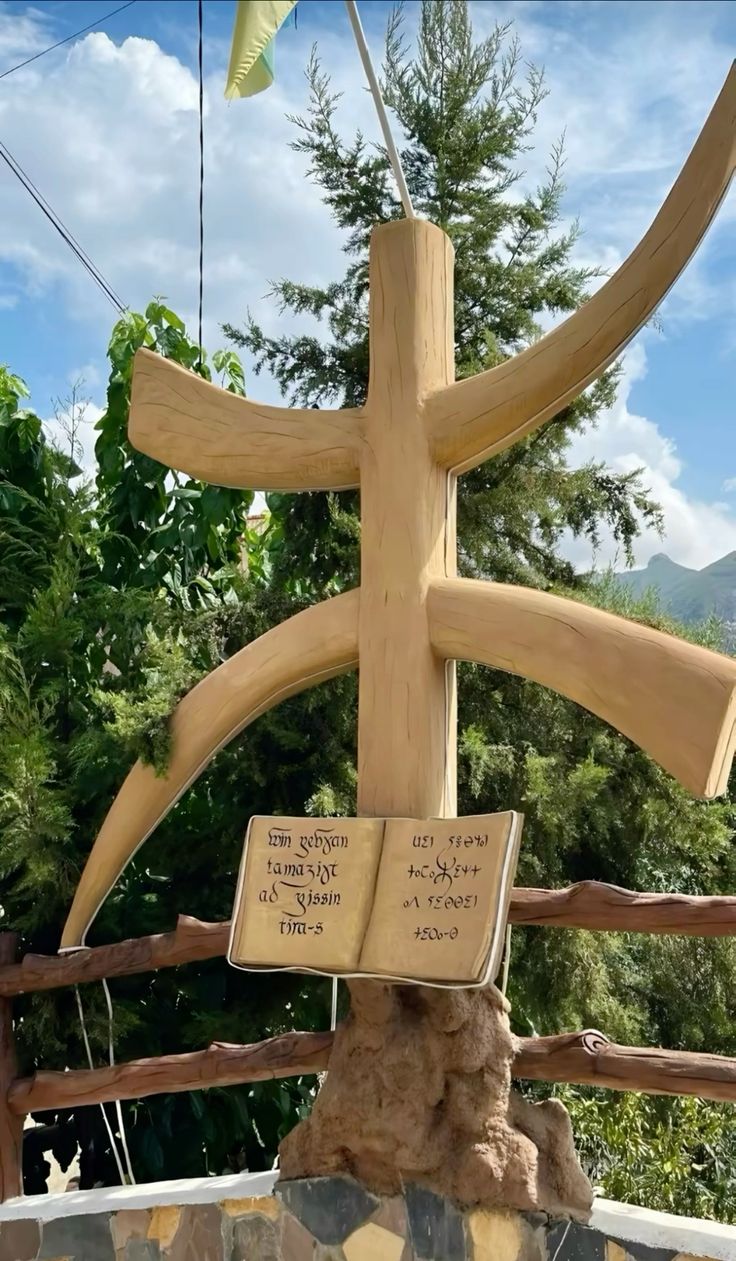 Win yebɣan
tamaziɣt
ad yissin
tira-s
ⵡⵉⵏ ⵢⴻⴱⵖⴰⵏ
ⵜⴰⵎⴰⵣⵉⵖⵜ
ⴰⴷ ⵢⵉⵙⵙⵉⵏ
ⵜⵉⵔⴰ-ⵙ